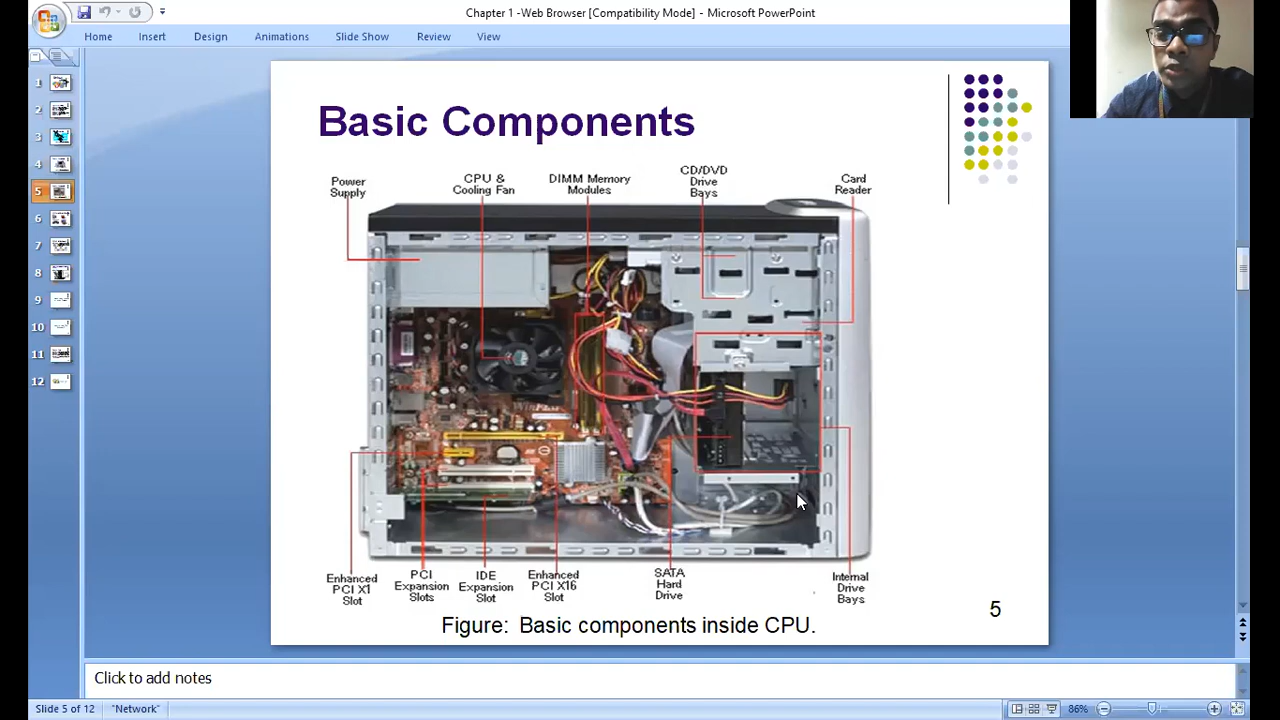 Chapter 1 -Web Browser [Compatibility Mode] - Microsoft PowerPoint
Home Insert Design Animations Slide Show Review View
1
2
3
4
5
6
7
8
9
10
11
12
Basic Components
Power
Supply
CPU &
Cooling Fan
DIMM Memory
Modules
CD/DVD
Drive
Bays
Card
Reader
Enhanced
PCI X1
Slot
PCI
Expansion
Slots
IDE
Expansion
Slot
Enhanced
PCI X16
Slot
SATA
Hard
Drive
Internal
Drive
Bays
5
Figure: Basic components inside CPU.
Click to add notes
Slide 5 of 12 "Network" 86%